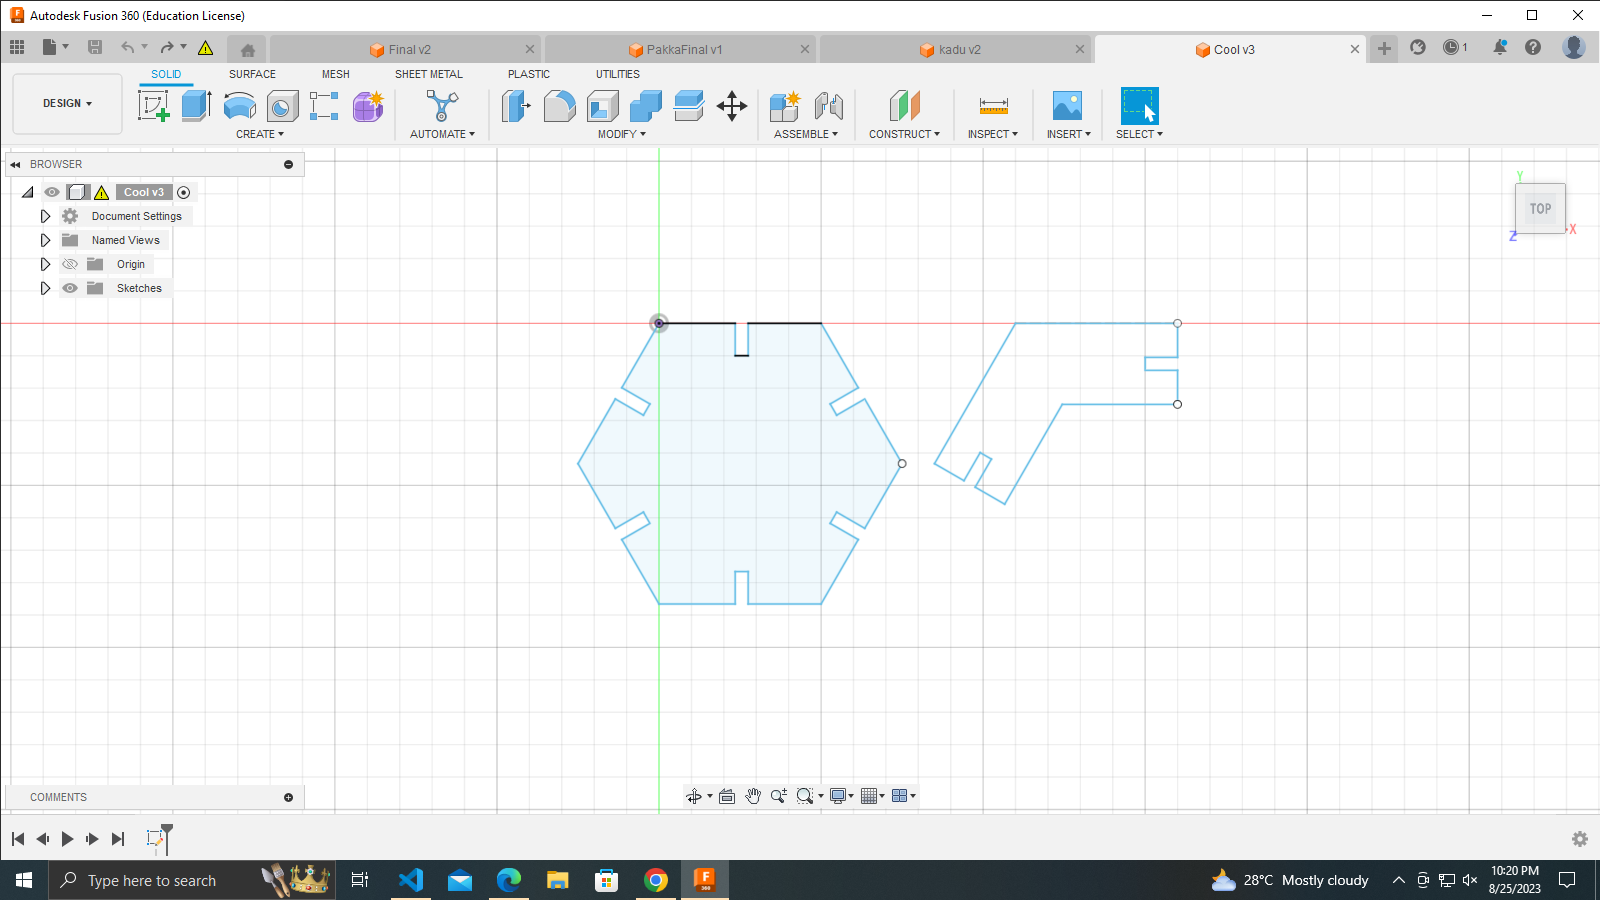 Autodesk Fusion 360 (Education License)
Final v2
PakkaFinal v1
kadu v2
Cool v3
1
SOLID
SURFACE
MESH
SHEET METAL
PLASTIC
UTILITIES
DESIGN
CREATE
AUTOMATE
MODIFY
ASSEMBLE
CONSTRUCT
INSPECT
INSERT
SELECT
BROWSER
Cool v3
Document Settings
Named Views
Origin
Sketches
Y
TOP
X
Z
COMMENTS
Type here to search
F
360
28°C Mostly cloudy
10:20 PM
8/25/2023